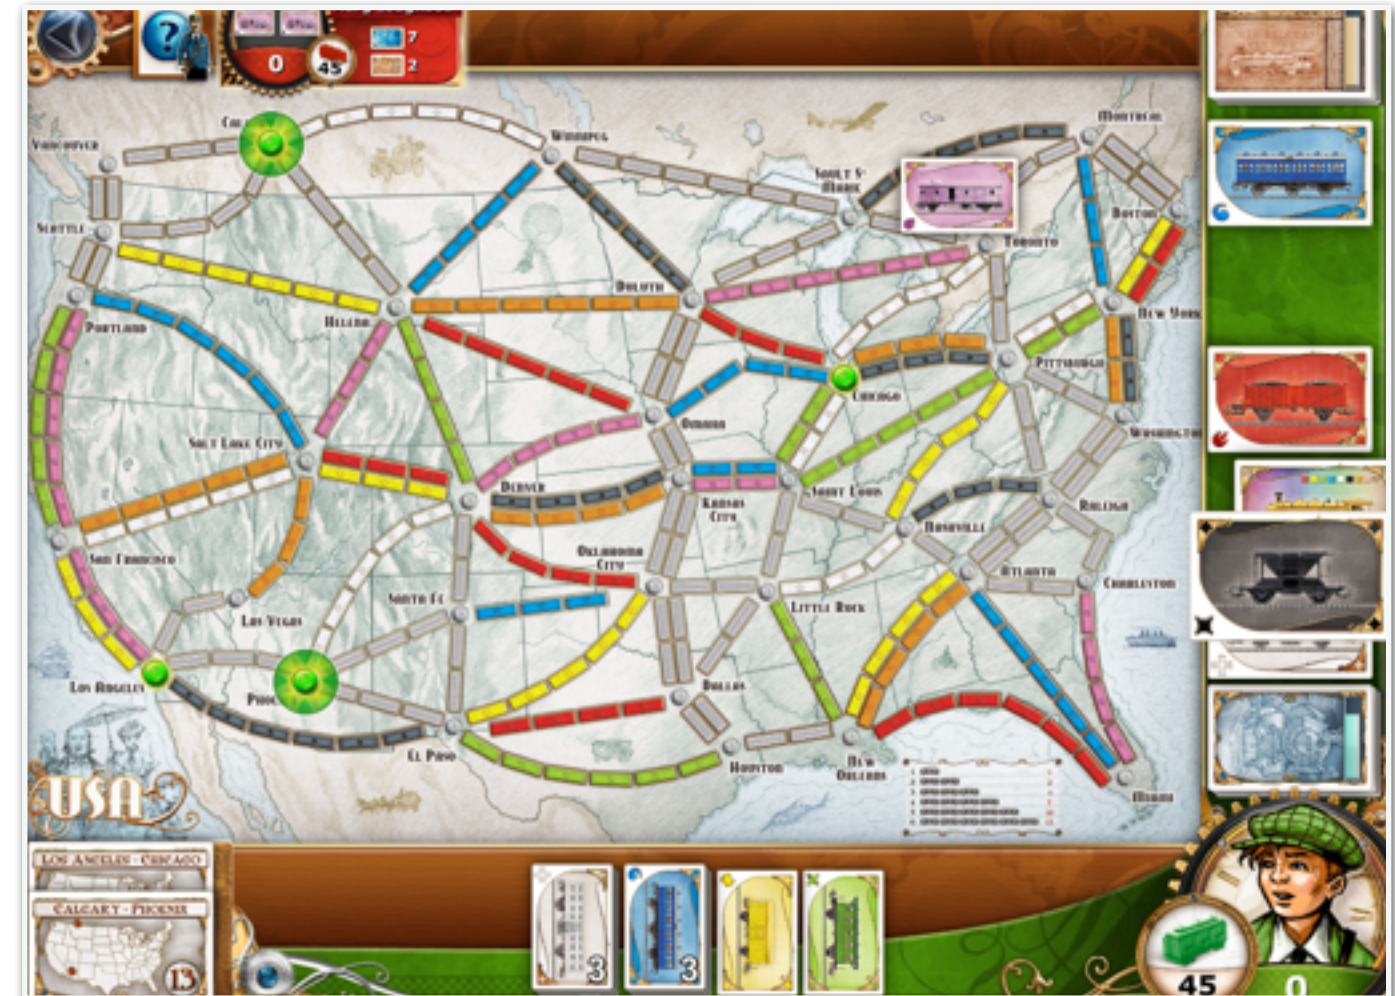 ?
0
45
7
2
Montréal
Winnipeg
Vancouver
Sault St
Marie
Boston
Seattle
Toronto
Duluth
New York
Helena
Portland
Pittsburgh
Chicago
Omaha
Washington
Salt Lake City
Denver
Kansas
City
Saint Louis
Nashville
Raleigh
San Francisco
Oklahoma
City
Atlanta
Charleston
Santa Fe
Little Rock
Las Vegas
Los Angeles
Dallas
El Paso
Houston
New
Orleans
Miami
USA
Los Angeles - Chicago
Calgary - Phoenix
13
3
3
45
0